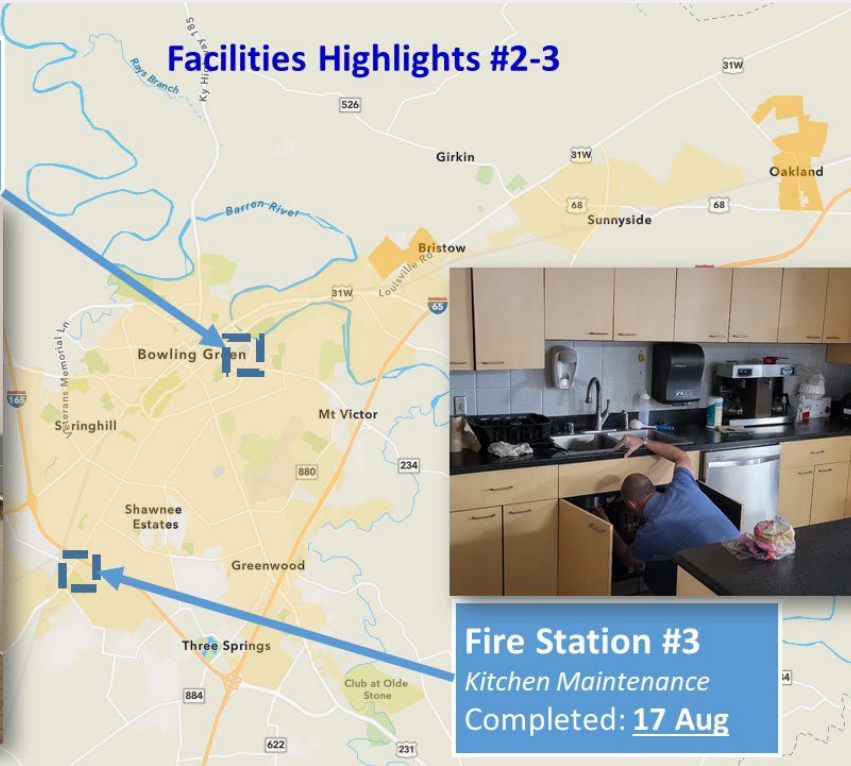 Facilities Highlights #2-3
Ky Highway 185
Rays Branch
31W
526
Girkin
31W
Oakland
68
68
Sunnyside
Barren River
Bristow
Louisville Rd
31W
65
Veterans Memorial Ln
Bowling Green
165
Springhill
Mt Victor
234
880
Shawnee
Estates
Greenwood
Three Springs
Club at Olde
Stone
884
622
231
Fire Station #3
Kitchen Maintenance
Completed: 17 Aug